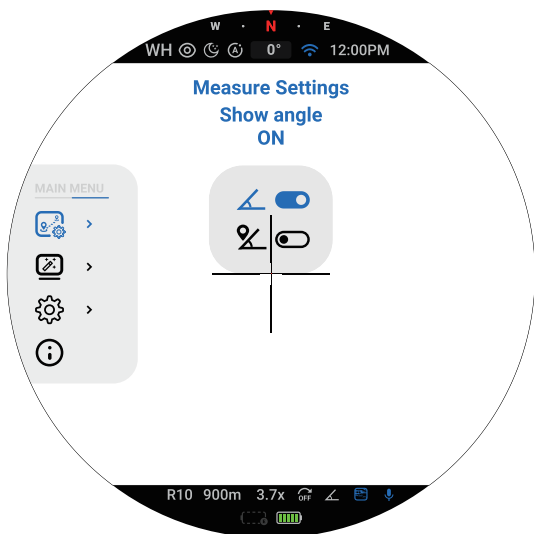 W · N · E
WH 0° 12:00PM
Measure Settings
Show angle
ON
MAIN MENU
R10 900m 3.7x OFF